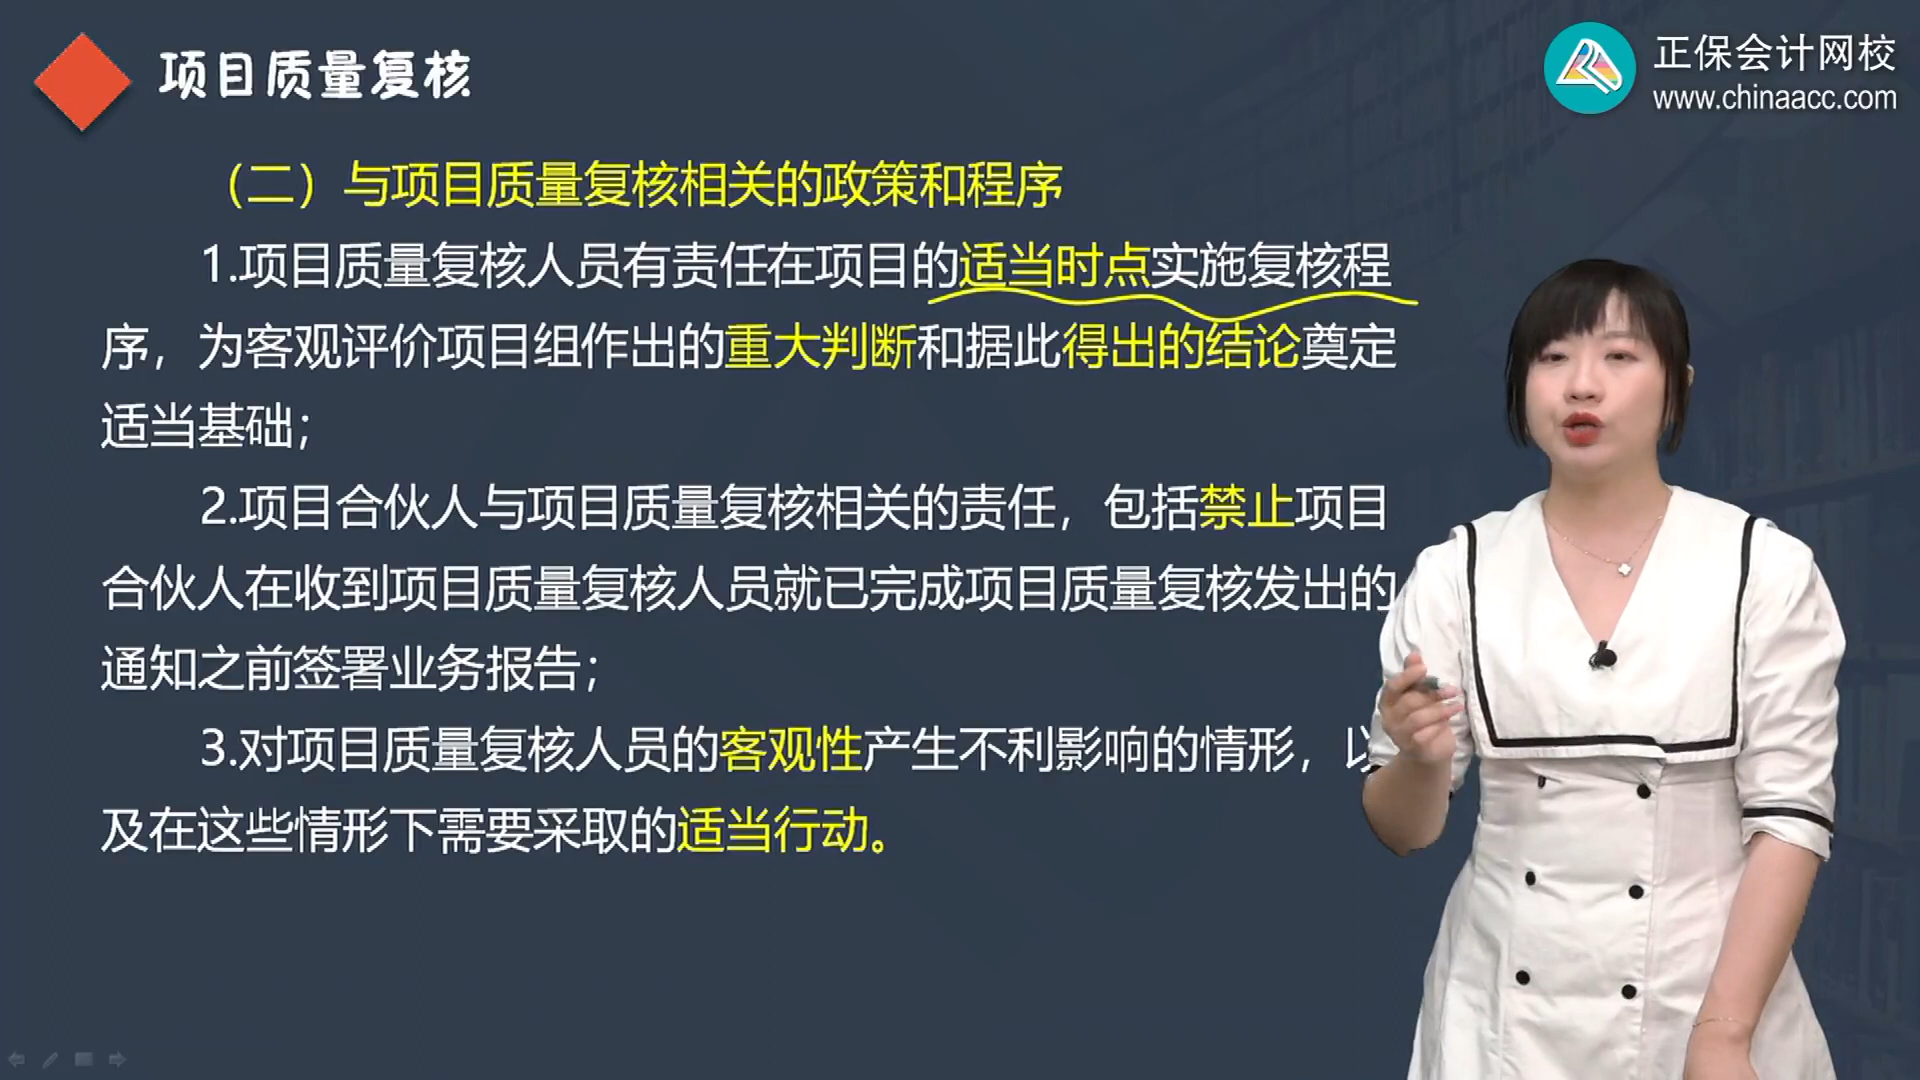 项目质量复核
正保会计网校
www.chinaacc.com
（二）与项目质量复核相关的政策和程序
1.项目质量复核人员有责任在项目的适当时点实施复核程
序，为客观评价项目组作出的重大判断和据此得出的结论奠定
适当基础；
2.项目合伙人与项目质量复核相关的责任，包括禁止项目
合伙人在收到项目质量复核人员就已完成项目质量复核发出的
通知之前签署业务报告；
3.对项目质量复核人员的客观性产生不利影响的情形，以
及在这些情形下需要采取的适当行动。